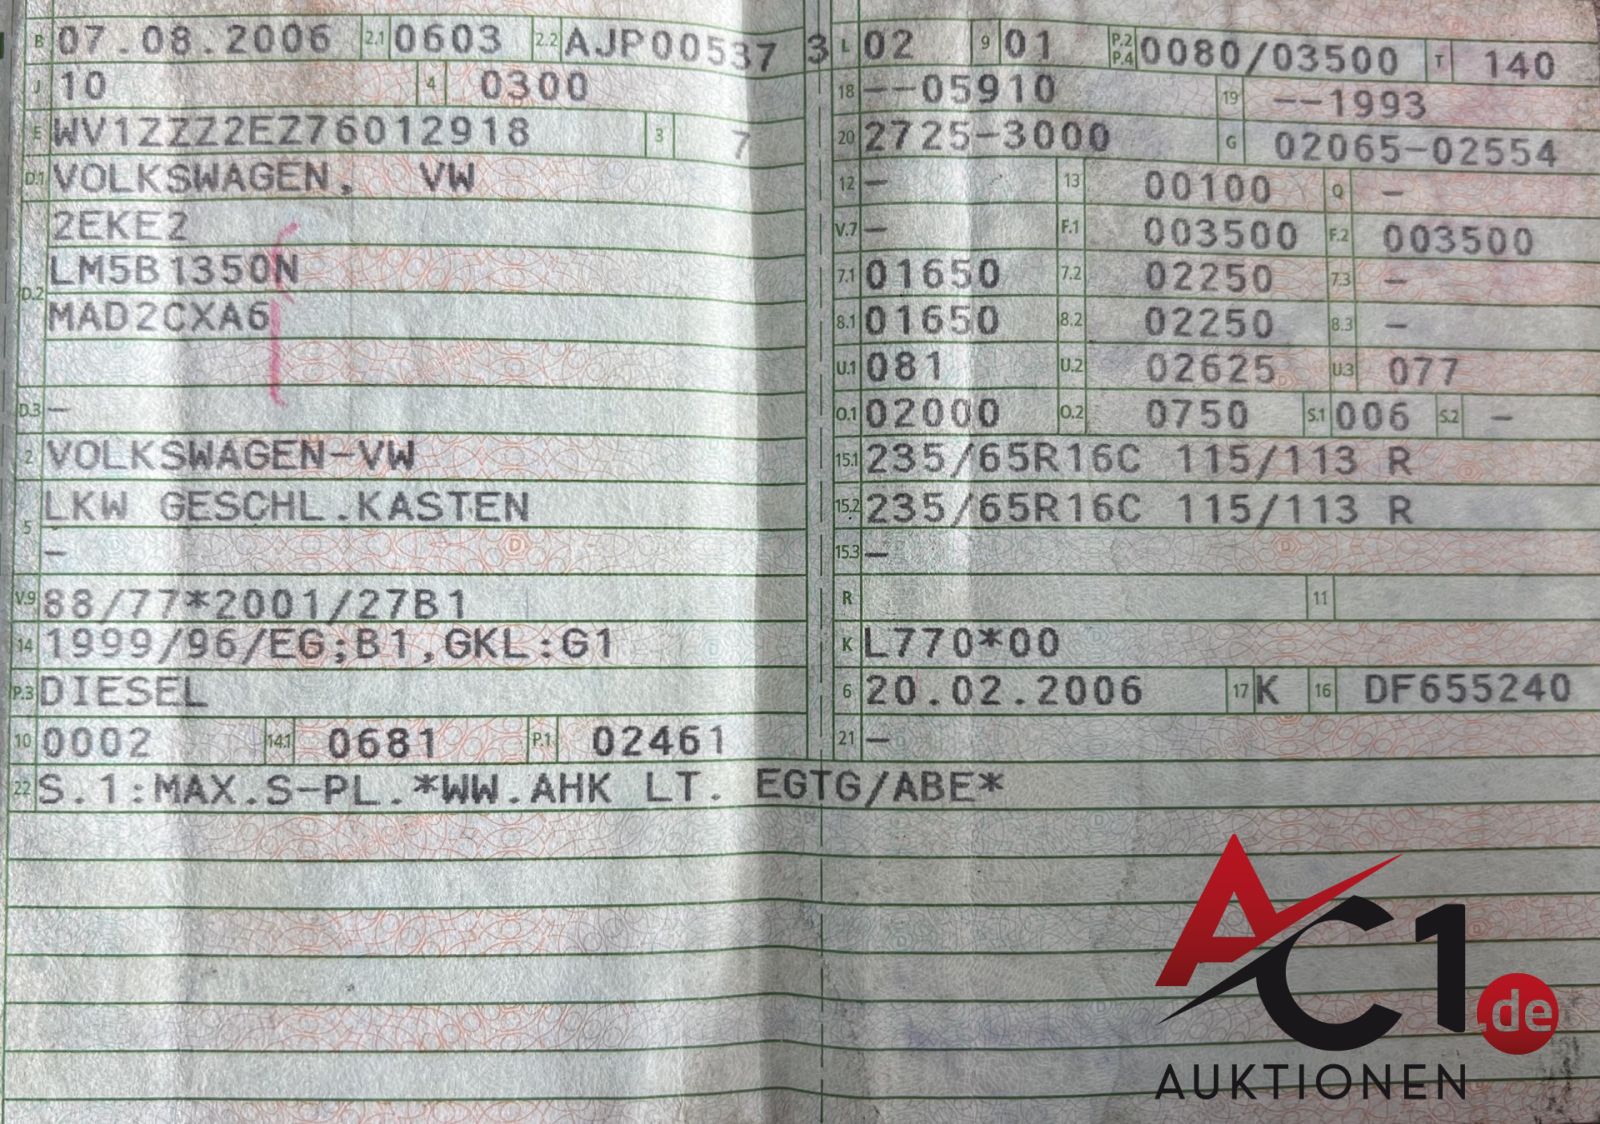 B 07.08.2006 2.1 0603 2.2 AJP00537 3
J 10 4 0300
E WV1ZZZ2EZ76012918 3 7
D.1 VOLKSWAGEN, VW
2EKE2
LM5B1350N
D.2 MAD2CXA6
D.3 –
2 VOLKSWAGEN-VW
LKW GESCHL.KASTEN
5 –
V.9 88/77*2001/27B1
14 1999/96/EG;B1,GKL:G1
P.3 DIESEL
10 0002 14.1 0681 P.1 02461
L 02 9 01 P.2 P.4 0080/03500 T 140
18 --05910 19 --1993
20 2725-3000 G 02065-02554
12 – 13 00100 Q –
V.7 – F.1 003500 F.2 003500
7.1 01650 7.2 02250 7.3 –
8.1 01650 8.2 02250 8.3 –
U.1 081 U.2 02625 U.3 077
O.1 02000 O.2 0750 S.1 006 S.2 –
15.1 235/65R16C 115/113 R
15.2 235/65R16C 115/113 R
15.3 –
R 11
K L770*00
6 20.02.2006 17 K 16 DF655240
21 –
22 S.1:MAX.S-PL.*WW.AHK LT. EGTG/ABE*
AC1.de
AUKTIONEN